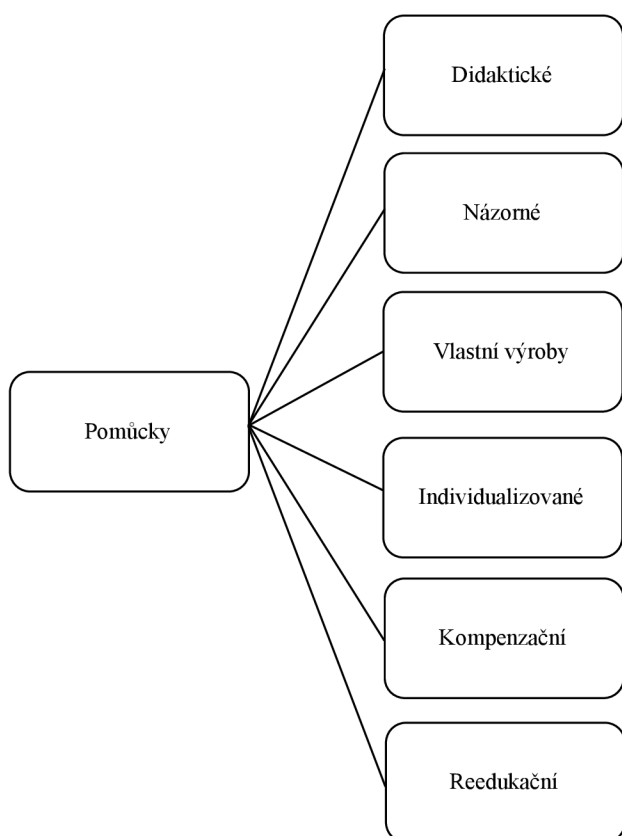 Didaktické
Názorné
Vlastní výroby
Pomůcky
Individualizované
Kompenzační
Reedukační